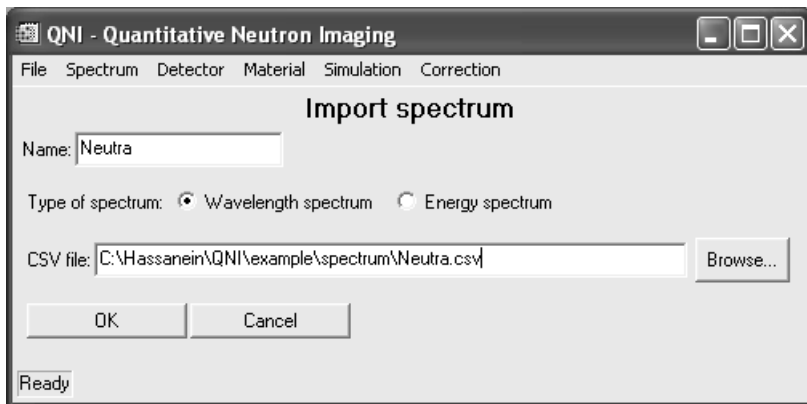 QNI - Quantitative Neutron Imaging
File Spectrum Detector Material Simulation Correction
Import spectrum
Name: Neutra
Type of spectrum: Wavelength spectrum Energy spectrum
CSV file: C:\Hassanein\QNI\example\spectrum\Neutra.csv Browse...
OK Cancel
Ready